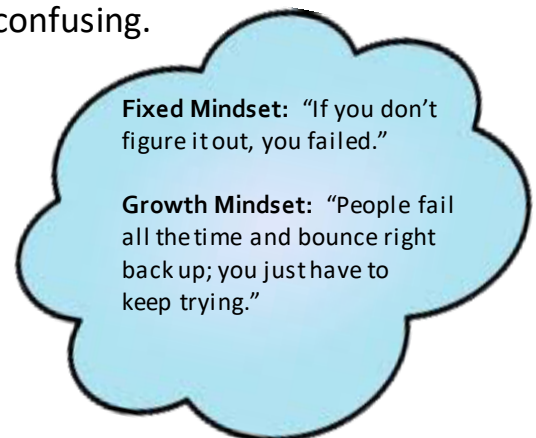 confusing.
Fixed Mindset: “If you don’t
figure it out, you failed.”
Growth Mindset: “People fail
all the time and bounce right
back up; you just have to
keep trying.”